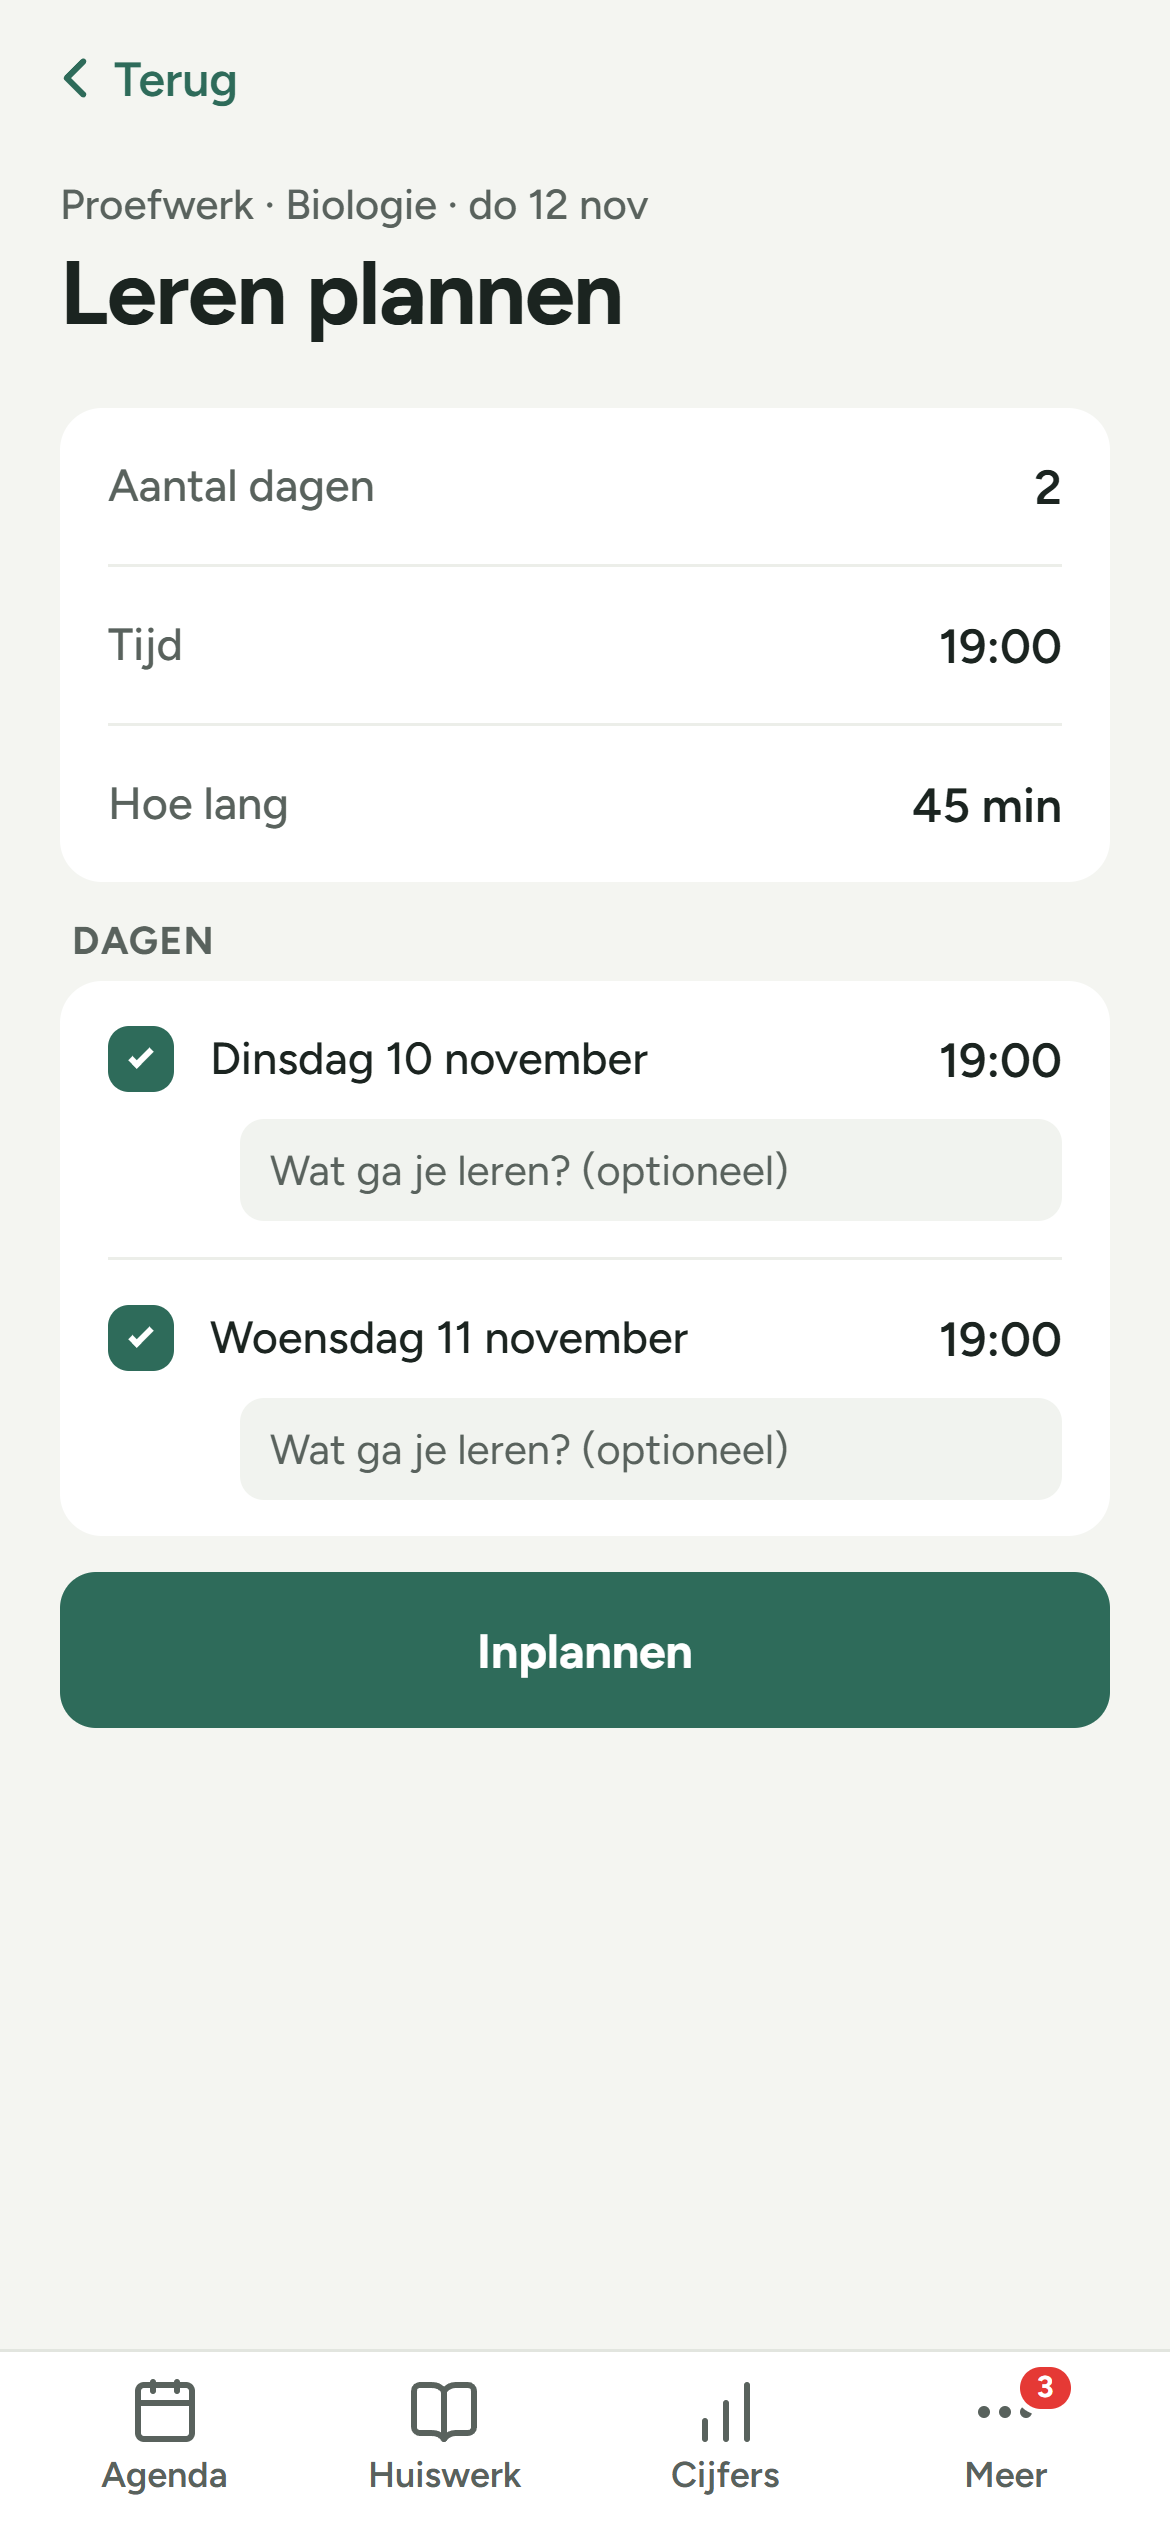 Terug
Proefwerk · Biologie · do 12 nov
Leren plannen
Aantal dagen 2
Tijd 19:00
Hoe lang 45 min
DAGEN
Dinsdag 10 november 19:00
Wat ga je leren? (optioneel)
Woensdag 11 november 19:00
Wat ga je leren? (optioneel)
Inplannen
3
Agenda Huiswerk Cijfers Meer